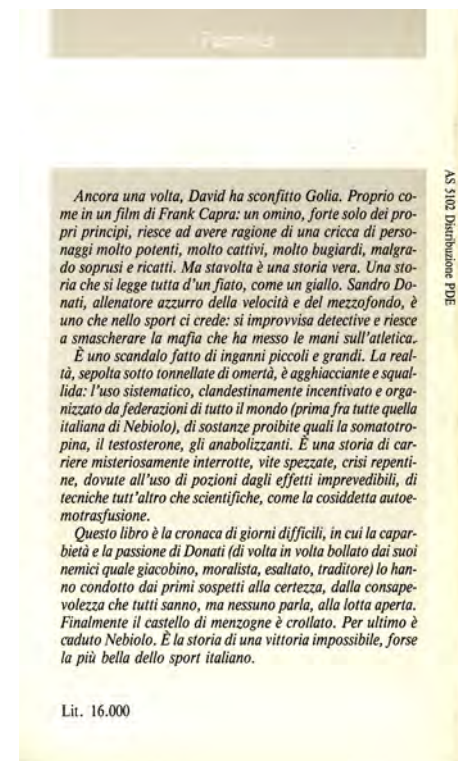 Ancora una volta, David ha sconfitto Golia. Proprio co-
me in un film di Frank Capra: un omino, forte solo dei pro-
pri principi, riesce ad avere ragione di una cricca di perso-
naggi molto potenti, molto cattivi, molto bugiardi, malgra-
do soprusi e ricatti. Ma stavolta è una storia vera. Una sto-
ria che si legge tutta d'un fiato, come un giallo. Sandro Do-
nati, allenatore azzurro della velocità e del mezzofondo, è
uno che nello sport ci crede: si improvvisa detective e riesce
a smascherare la mafia che ha messo le mani sull'atletica.
È uno scandalo fatto di inganni piccoli e grandi. La real-
tà, sepolta sotto tonnellate di omertà, è agghiacciante e squal-
lida: l'uso sistematico, clandestinamente incentivato e orga-
nizzato da federazioni di tutto il mondo (prima fra tutte quella
italiana di Nebiolo), di sostanze proibite quali la somatotro-
pina, il testosterone, gli anabolizzanti. È una storia di car-
riere misteriosamente interrotte, vite spezzate, crisi repenti-
ne, dovute all'uso di pozioni dagli effetti imprevedibili, di
tecniche tutt'altro che scientifiche, come la cosiddetta autoe-
motrasfusione.
Questo libro è la cronaca di giorni difficili, in cui la capar-
bietà e la passione di Donati (di volta in volta bollato dai suoi
nemici quale giacobino, moralista, esaltato, traditore) lo han-
no condotto dai primi sospetti alla certezza, dalla consape-
volezza che tutti sanno, ma nessuno parla, alla lotta aperta.
Finalmente il castello di menzogne è crollato. Per ultimo è
caduto Nebiolo. È la storia di una vittoria impossibile, forse
la più bella dello sport italiano.
Lit. 16.000
AS 5102 Distribuzione PDE